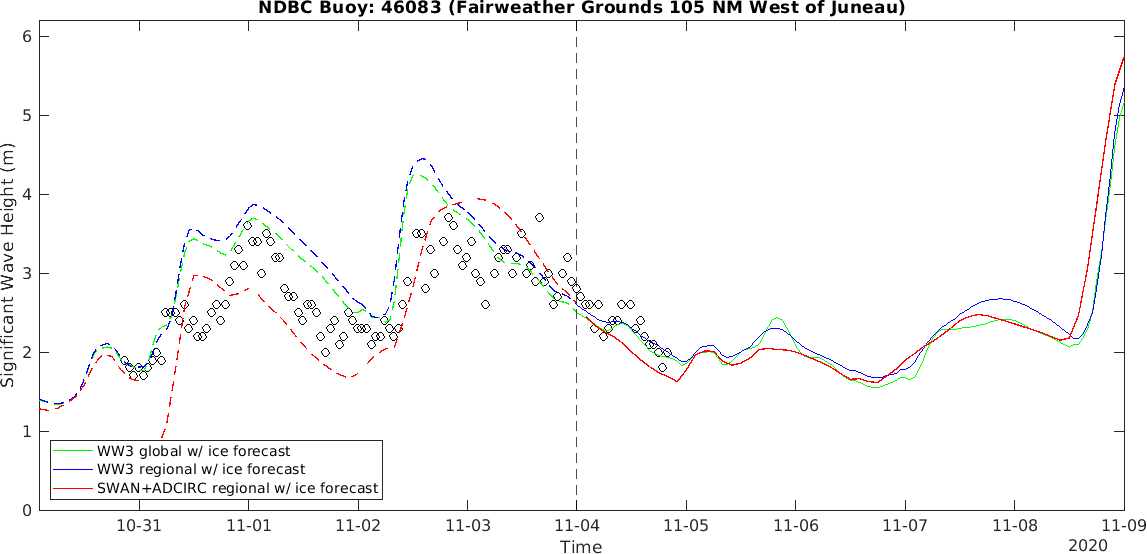 NDBC Buoy: 46083 (Fairweather Grounds 105 NM West of Juneau)
Significant Wave Height (m)
6
5
4
3
2
1
0
WW3 global w/ ice forecast
WW3 regional w/ ice forecast
SWAN+ADCIRC regional w/ ice forecast
10-31 11-01 11-02 11-03 11-04 11-05 11-06 11-07 11-08 11-09
Time
2020